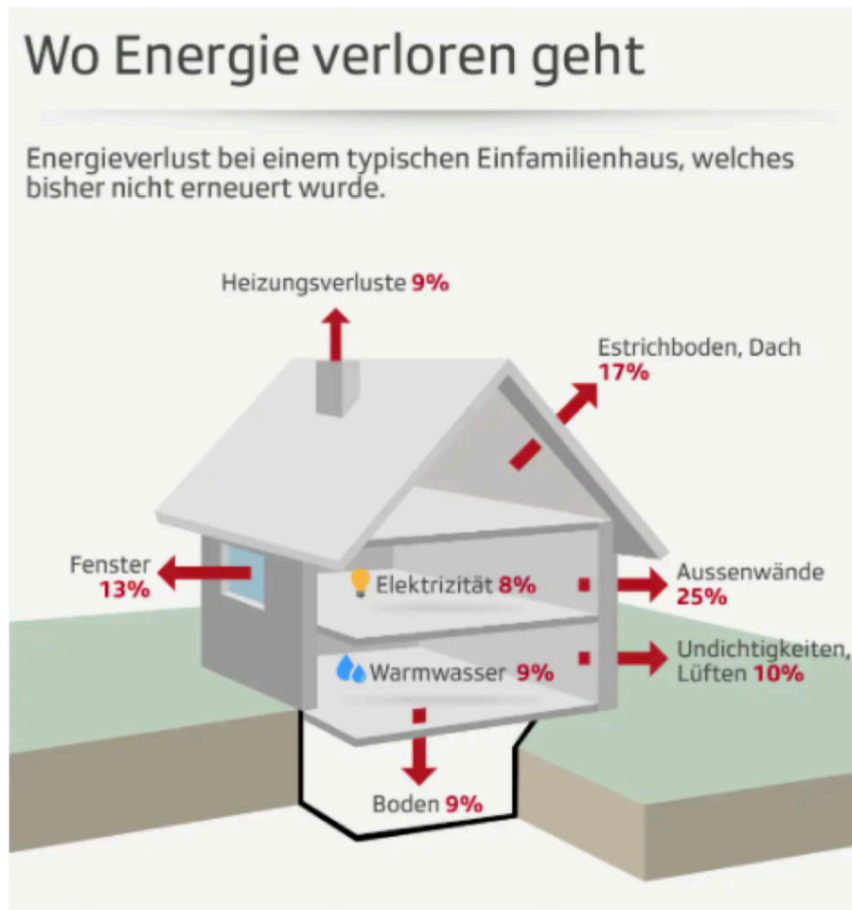 Wo Energie verloren geht
Energieverlust bei einem typischen Einfamilienhaus, welches
bisher nicht erneuert wurde.
Heizungsverluste 9%
Estrichboden, Dach
17%
Fenster
13%
Elektrizität 8%
Aussenwände
25%
Warmwasser 9%
Undichtigkeiten,
Lüften 10%
Boden 9%